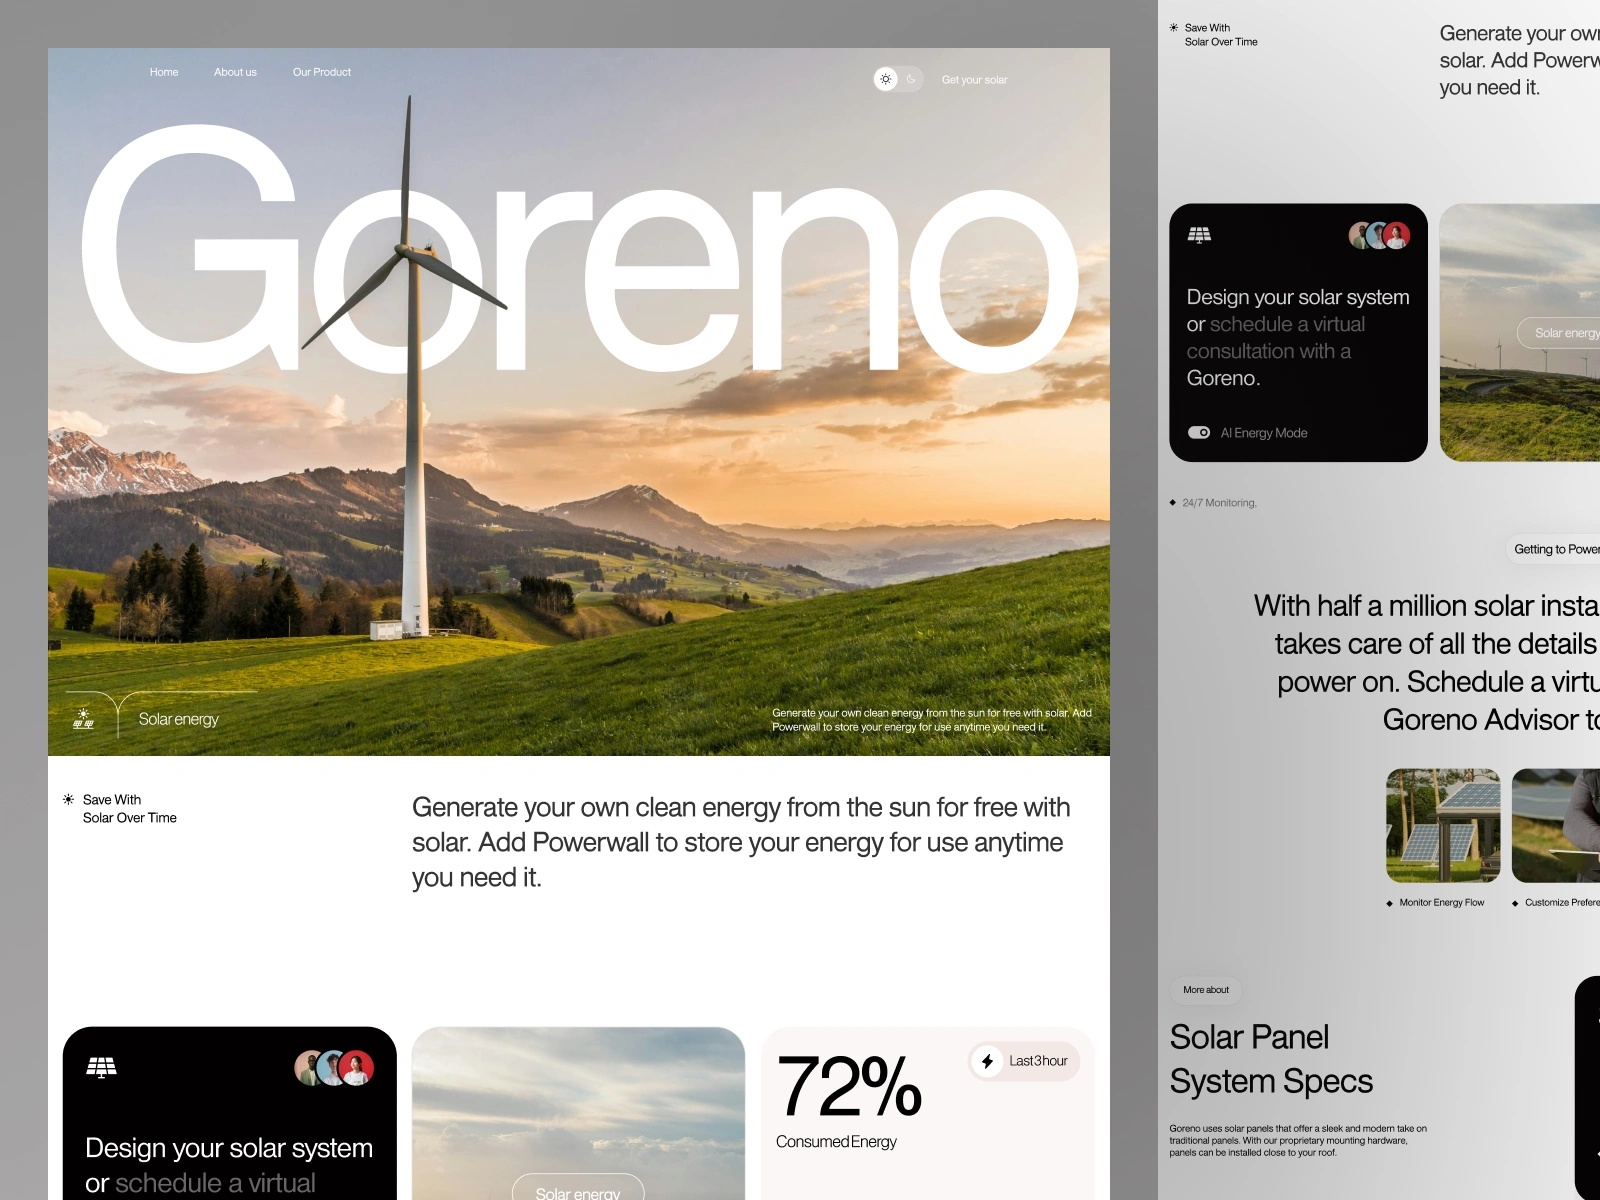 Home
About us
Our Product
Get your solar
Goreno
Solar energy
Generate your own clean energy from the sun for free with solar. Add
Powerwall to store your energy for use anytime you need it.
Save With
Solar Over Time
Generate your own clean energy from the sun for free with
solar. Add Powerwall to store your energy for use anytime
you need it.
Design your solar system
or schedule a virtual
Solar energy
72%
Consumed Energy
Last 3 hour
Save With
Solar Over Time
Generate your own
solar. Add Powerw
you need it.
Design your solar system
or schedule a virtual
consultation with a
Goreno.
AI Energy Mode
Solar energy
24/7 Monitoring,
Getting to Power
With half a million solar insta
takes care of all the details
power on. Schedule a virtu
Goreno Advisor to
Monitor Energy Flow
Customize Prefere
More about
Solar Panel
System Specs
Goreno uses solar panels that offer a sleek and modern take on
traditional panels. With our proprietary mounting hardware,
panels can be installed close to your roof.